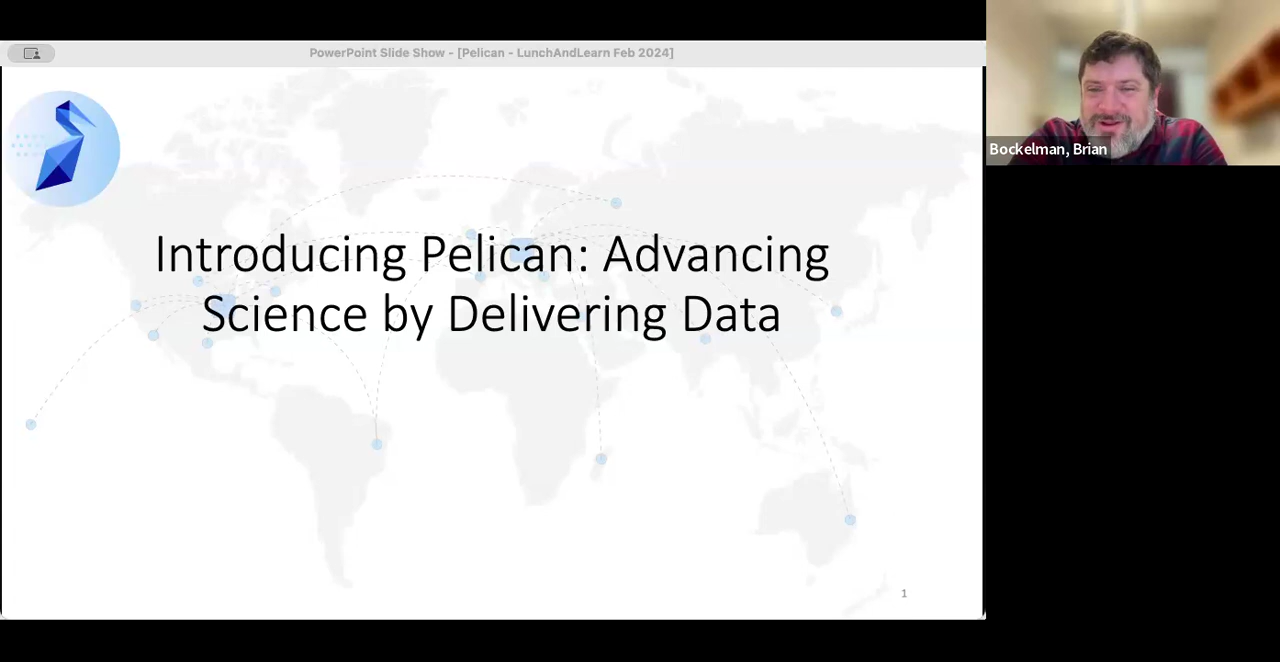 PowerPoint Slide Show - [Pelican - LunchAndLearn Feb 2024]
Introducing Pelican: Advancing
Science by Delivering Data
1
Bockelman, Brian